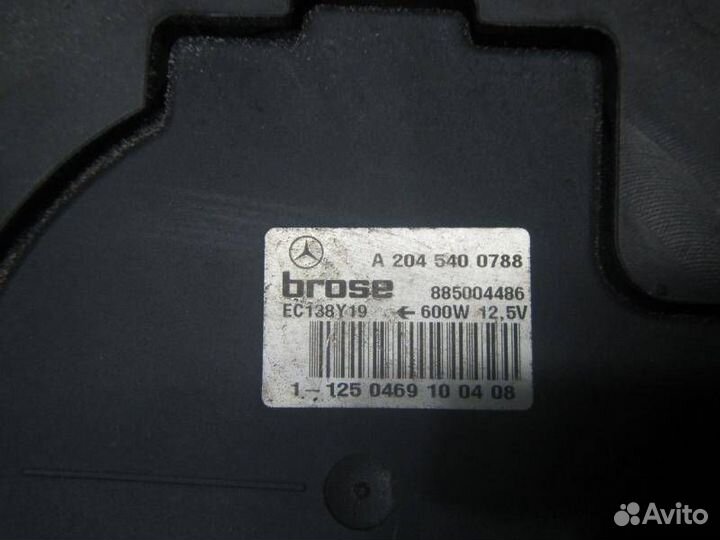 A 204 540 0788
brose 885004486
EC138Y19 ← 600W 12,5V
1-125 0469 10 04 08
Avito